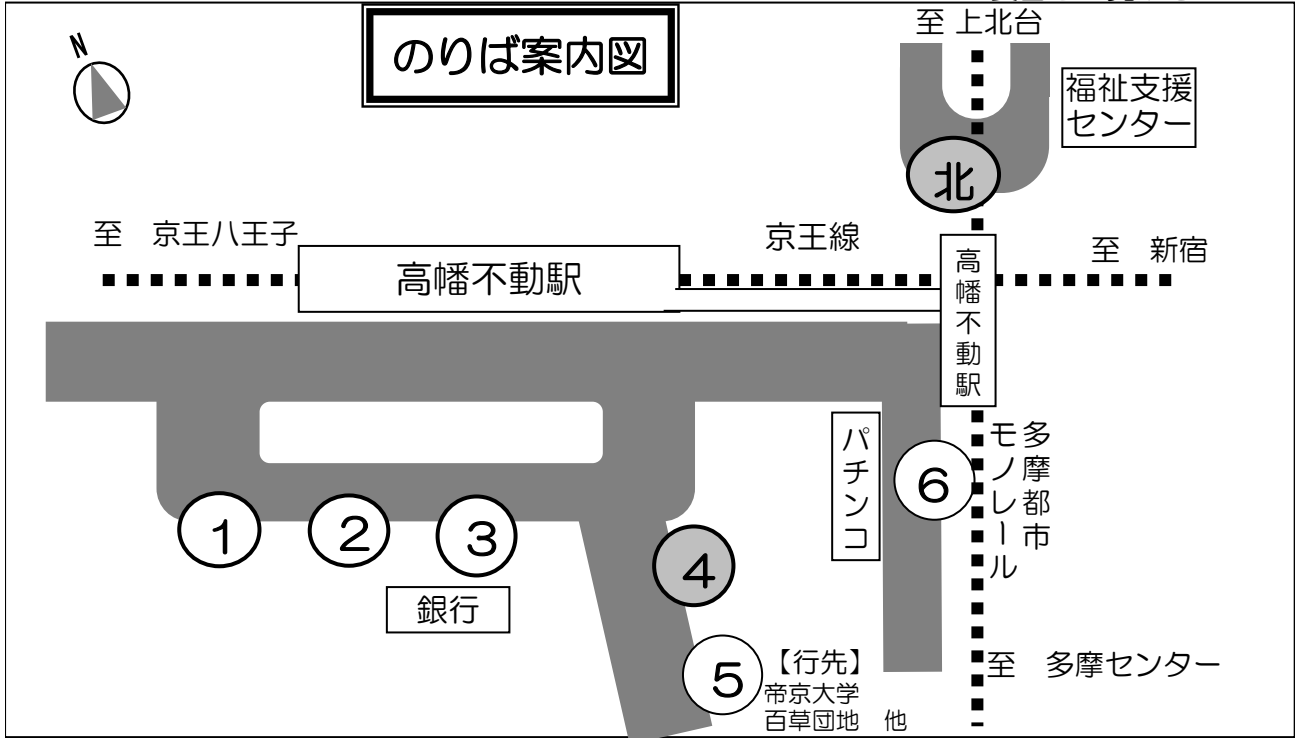 N
のりば案内図
至 上北台
福祉支援
センター
北
至 京王八王子
京王線
至 新宿
高幡不動駅
高幡不動駅
パチンコ
多摩都市
モノレール
1
2
3
4
5
6
銀行
【行先】
帝京大学
百草団地 他
至 多摩センター